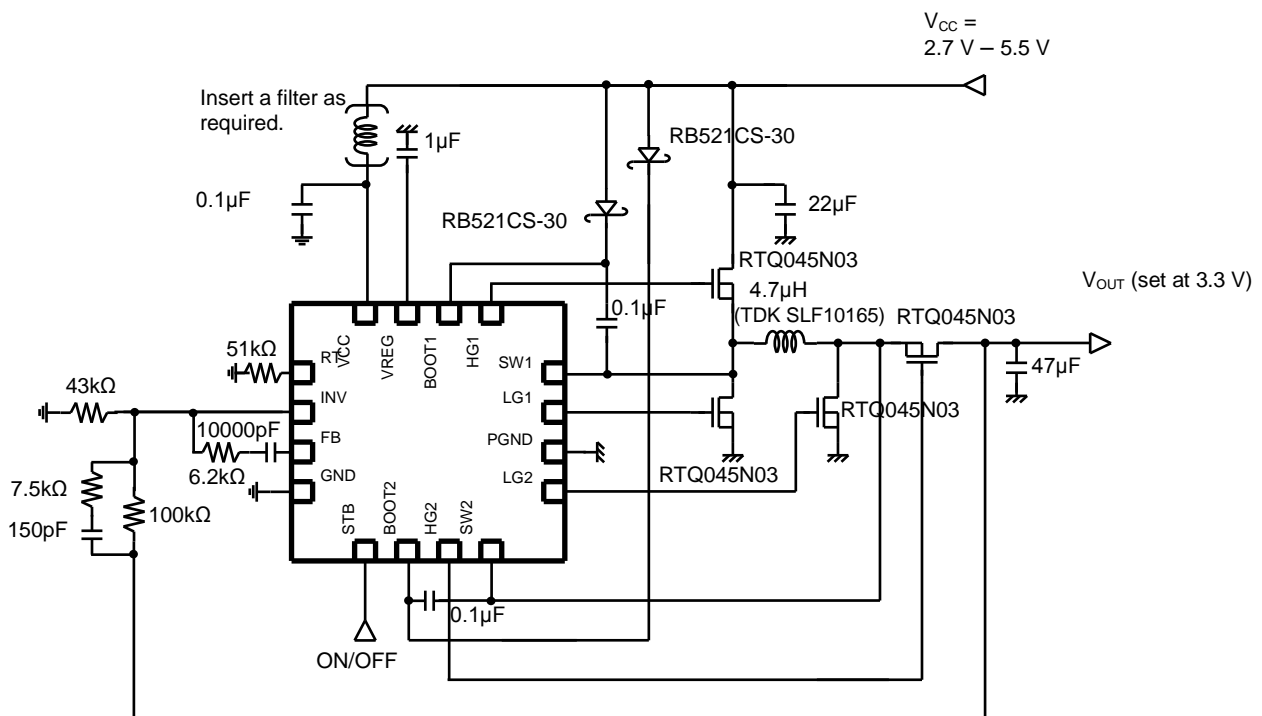 V_CC =
2.7 V – 5.5 V
Insert a filter as
required.
1µF
RB521CS-30
0.1µF
RB521CS-30
22µF
RTQ045N03
4.7µH
(TDK SLF10165)
V_OUT (set at 3.3 V)
0.1µF
RTQ045N03
VCC
VREG
BOOT1
HG1
51kΩ
RT
SW1
47µF
43kΩ
INV
LG1
RTQ045N03
10000pF
FB
PGND
6.2kΩ
RTQ045N03
7.5kΩ
GND
LG2
100kΩ
150pF
STB
BOOT2
HG2
SW2
0.1µF
ON/OFF